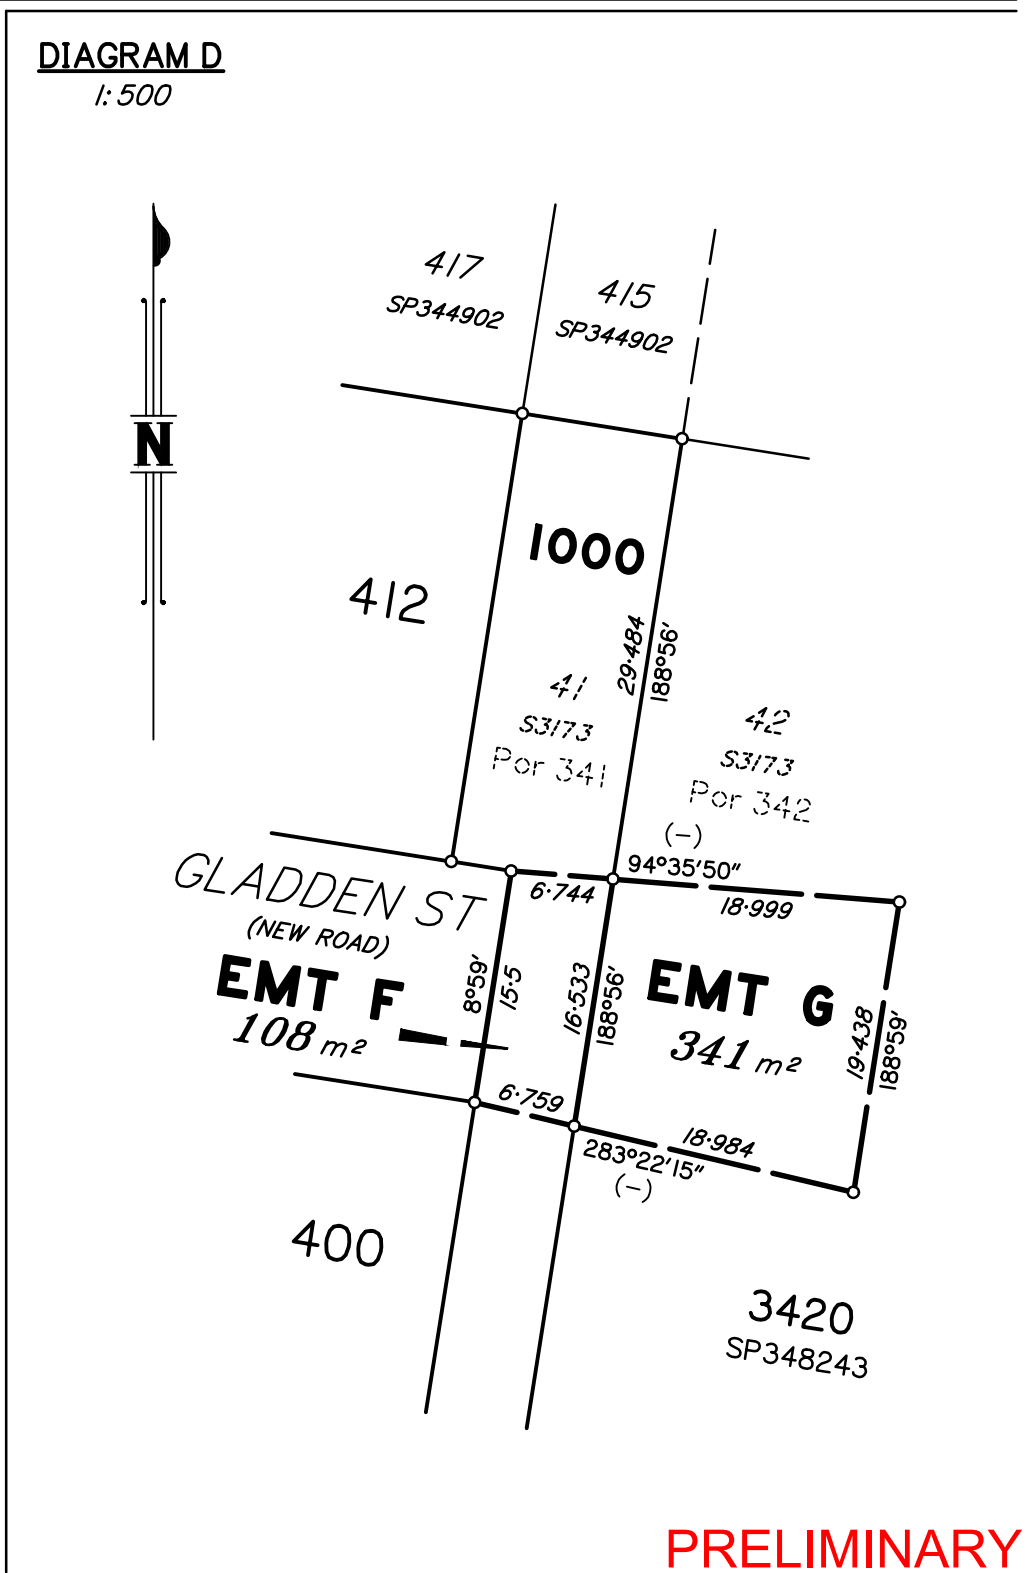 DIAGRAM D
1:500
417
SP344902
415
SP344902
N
1000
412
29·484
188°56'
41
S3173
Por 341
42
S3173
Por 342
(-)
94°35'50"
GLADDEN ST
(NEW ROAD)
6·744
18·999
EMT F
108 m²
8°59'
15·5
16·533
188°56'
EMT G
341 m²
19·438
188°59'
6·759
18·984
283°22'15"
(-)
400
3420
SP348243
PRELIMINARY